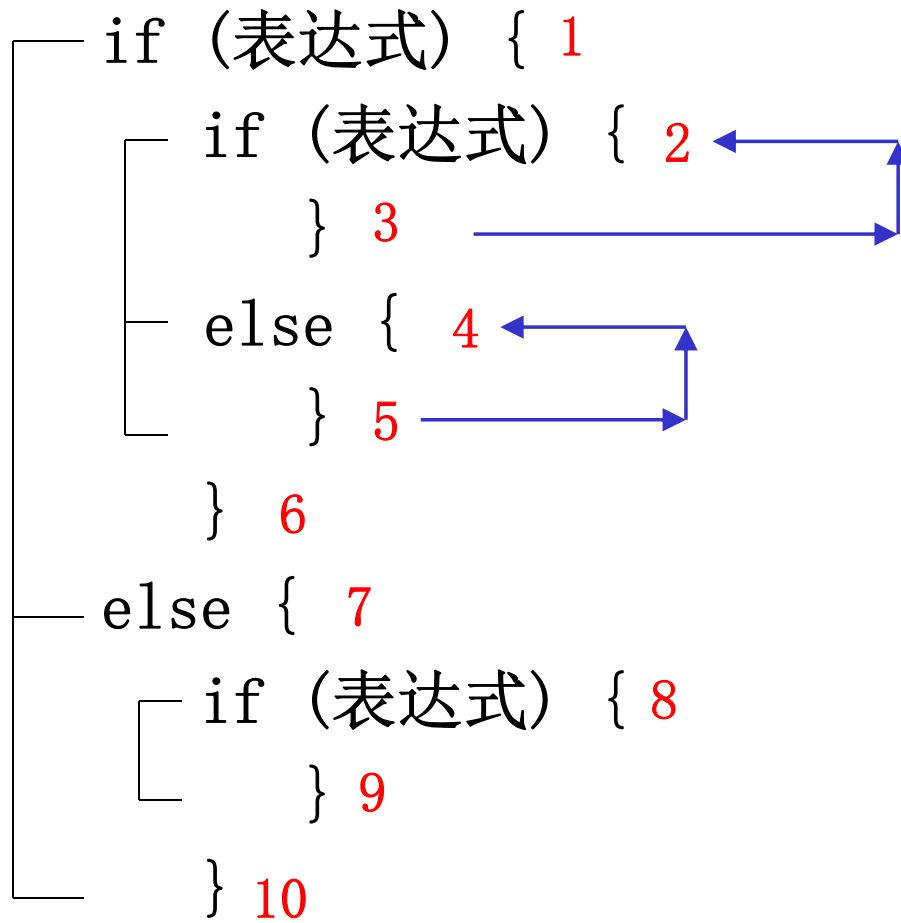 if (表达式) { 1
if (表达式) { 2
} 3
else { 4
} 5
} 6
else { 7
if (表达式) { 8
} 9
} 10